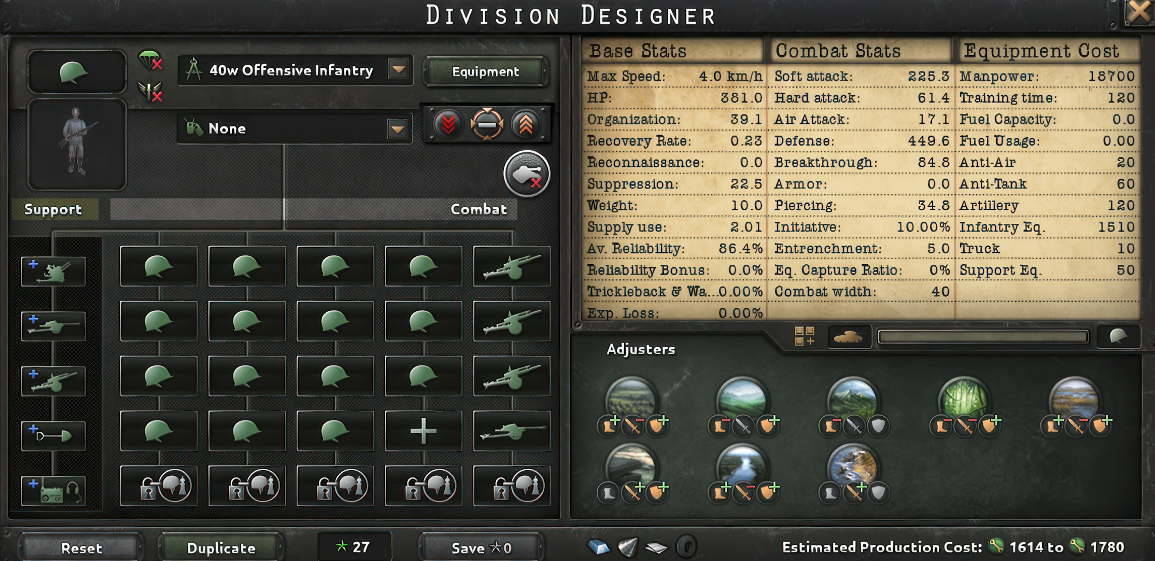 Division Designer
40w Offensive Infantry
Equipment
None
Support
Combat
Base Stats
Max Speed: 4.0 km/h
HP: 381.0
Organization: 39.1
Recovery Rate: 0.23
Reconnaissance: 0.0
Suppression: 22.5
Weight: 10.0
Supply use: 2.01
Av. Reliability: 86.4%
Reliability Bonus: 0.0%
Trickleback & Wa...0.00%
Exp. Loss: 0.00%
Combat Stats
Soft attack: 225.3
Hard attack: 61.4
Air Attack: 17.1
Defense: 449.6
Breakthrough: 84.8
Armor: 0.0
Piercing: 34.8
Initiative: 10.00%
Entrenchment: 5.0
Eq. Capture Ratio: 0%
Combat width: 40
Equipment Cost
Manpower: 18700
Training time: 120
Fuel Capacity: 0.0
Fuel Usage: 0.00
Anti-Air 20
Anti-Tank 60
Artillery 120
Infantry Eq. 1510
Truck 10
Support Eq. 50
Adjusters
Reset
Duplicate
27
Save 0
Estimated Production Cost: 1614 to 1780